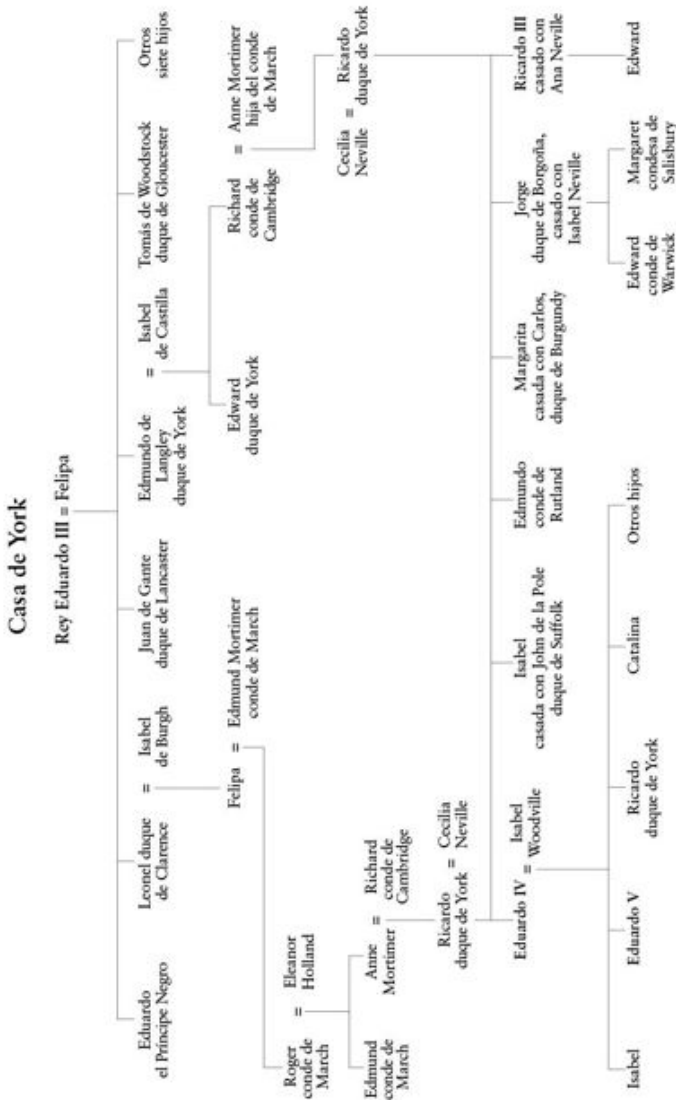 Casa de York
Rey Eduardo III = Felipa
Eduardo
el Príncipe Negro
Leonel duque
de Clarence
=
Isabel
de Burgh
Juan de Gante
duque de Lancaster
Edmundo de
Langley
duque de York
=
Isabel
de Castilla
Tomás de Woodstock
duque de Gloucester
Otros
siete hijos
Felipa
=
Edmund Mortimer
conde de March
Edward
duque de York
Richard
conde de
Cambridge
=
Anne Mortimer
hija del conde
de March
Roger
conde de
March
=
Eleanor
Holland
Cecilia
Neville
=
Ricardo
duque de York
Edmund
conde de
March
Anne
Mortimer
=
Richard
conde de
Cambridge
Ricardo
duque de York
=
Cecilia
Neville
Eduardo IV
=
Isabel
Woodville
Isabel
casada con John de la Pole
duque de Suffolk
Edmundo
conde de
Rutland
Margarita
casada con Carlos,
duque de Burgundy
Jorge
duque de Borgoña,
casado con
Isabel Neville
Ricardo III
casado con
Ana Neville
Isabel
Eduardo V
Ricardo
duque de York
Catalina
Otros hijos
Edward
conde de
Warwick
Margaret
condesa de
Salisbury
Edward